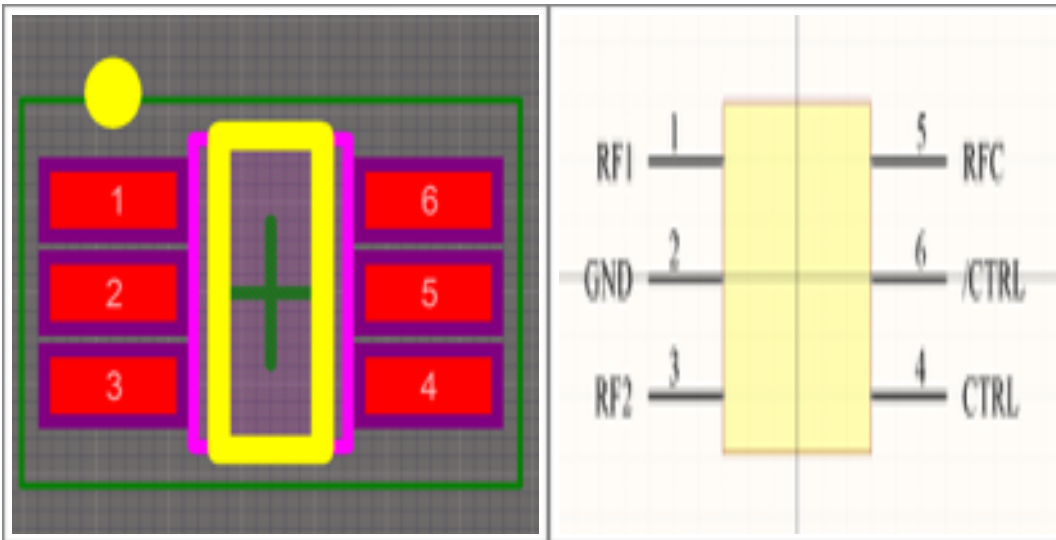 1 6
2 5
3 4
1 5
RF1 RFC
2 6
GND /CTRL
3 4
RF2 CTRL